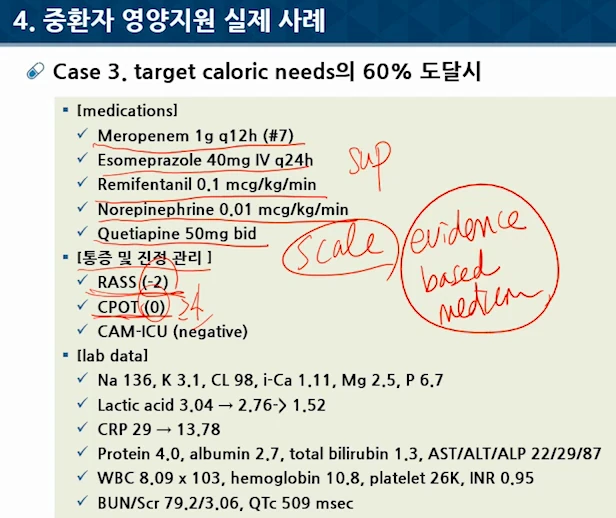 4. 중환자 영양지원 실제 사례
Case 3. target caloric needs의 60% 도달시
[medications]
Meropenem 1g q12h (#7)
Esomeprazole 40mg IV q24h
sup
Remifentanil 0.1 mcg/kg/min
Norepinephrine 0.01 mcg/kg/min
Quetiapine 50mg bid
scale
evidence
based
[통증 및 진정 관리 ]
RASS (-2)
CPOT (0) ≥4
CAM-ICU (negative)
[lab data]
Na 136, K 3.1, CL 98, i-Ca 1.11, Mg 2.5, P 6.7
Lactic acid 3.04 → 2.76-> 1.52
CRP 29 → 13.78
Protein 4.0, albumin 2.7, total bilirubin 1.3, AST/ALT/ALP 22/29/87
WBC 8.09 x 103, hemoglobin 10.8, platelet 26K, INR 0.95
BUN/Scr 79.2/3.06, QTc 509 msec